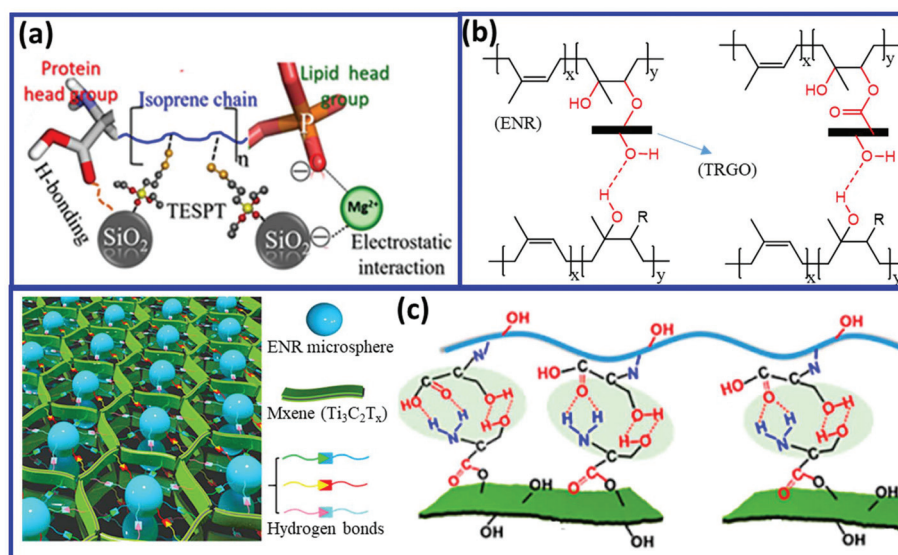 (a)
Protein
head group
Isoprene chain
n
Lipid head
group
P
H-bonding
TESPT
SiO2
SiO2
Mg2+
Electrostatic
interaction
(b)
x
y
HO
O
(ENR)
O
H
H
O
R
x
y
(TRGO)
x
y
HO
O
O
O
H
H
O
R
x
y
ENR microsphere
Mxene (Ti3C2Tx)
Hydrogen bonds
(c)
OH
OH
OH
N
C
O
HO
H
O
H
H
H
N
H
O
C
O
O
OH
OH
OH
N
HO
C
O
H
O
H
H
H
N
H
O
C
O
O
OH
OH
N
HO
C
O
H
O
H
H
H
N
H
O
C
O
O
OH
OH
OH